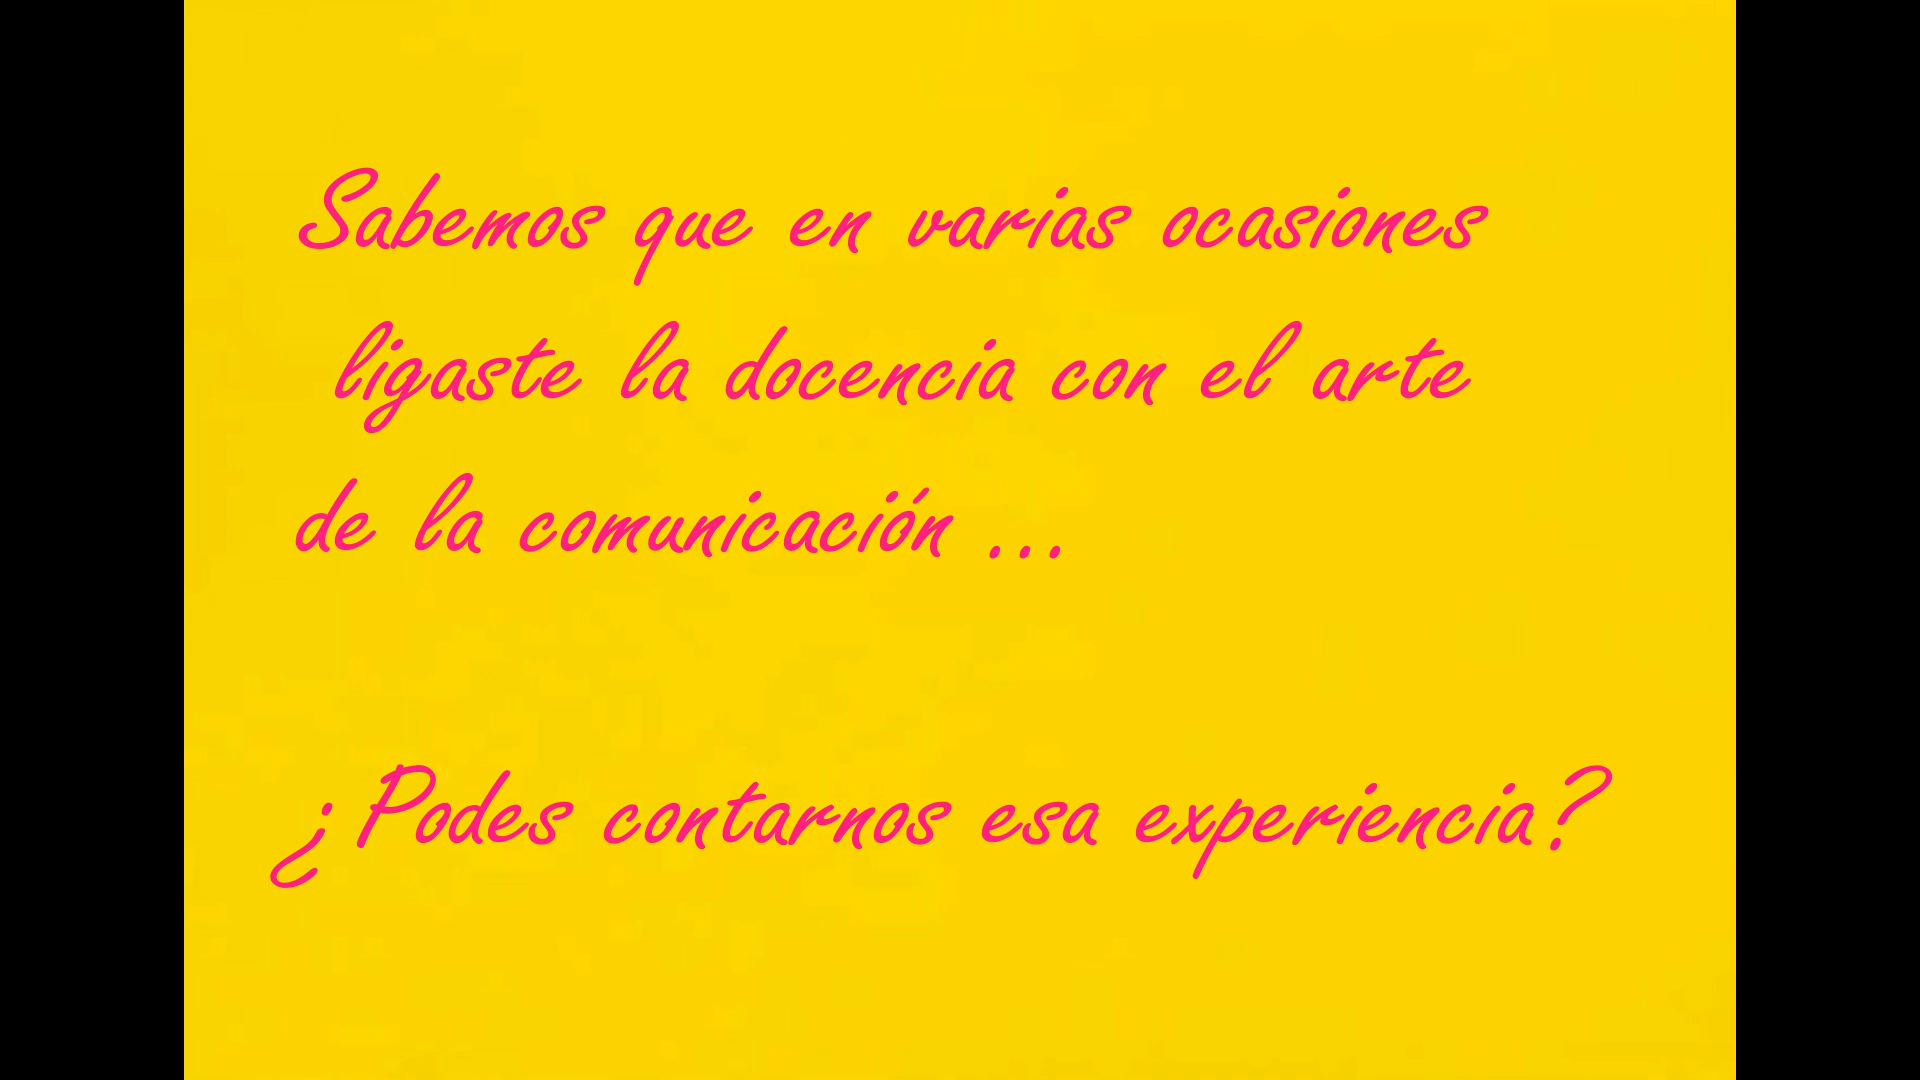 Sabemos que en varias ocasiones
ligaste la docencia con el arte
de la comunicación ...
¿Podes contarnos esa experiencia?